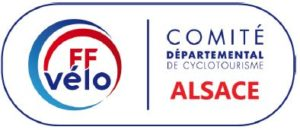 FF
vélo
COMITÉ
DÉPARTEMENTAL
DE CYCLOTOURISME
ALSACE